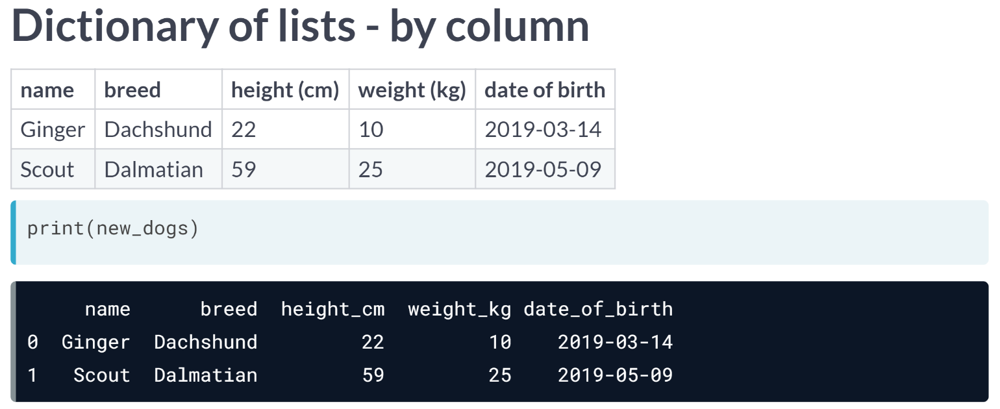 Dictionary of lists - by column
name breed height (cm) weight (kg) date of birth
Ginger Dachshund 22 10 2019-03-14
Scout Dalmatian 59 25 2019-05-09
print(new_dogs)
name breed height_cm weight_kg date_of_birth
0 Ginger Dachshund 22 10 2019-03-14
1 Scout Dalmatian 59 25 2019-05-09